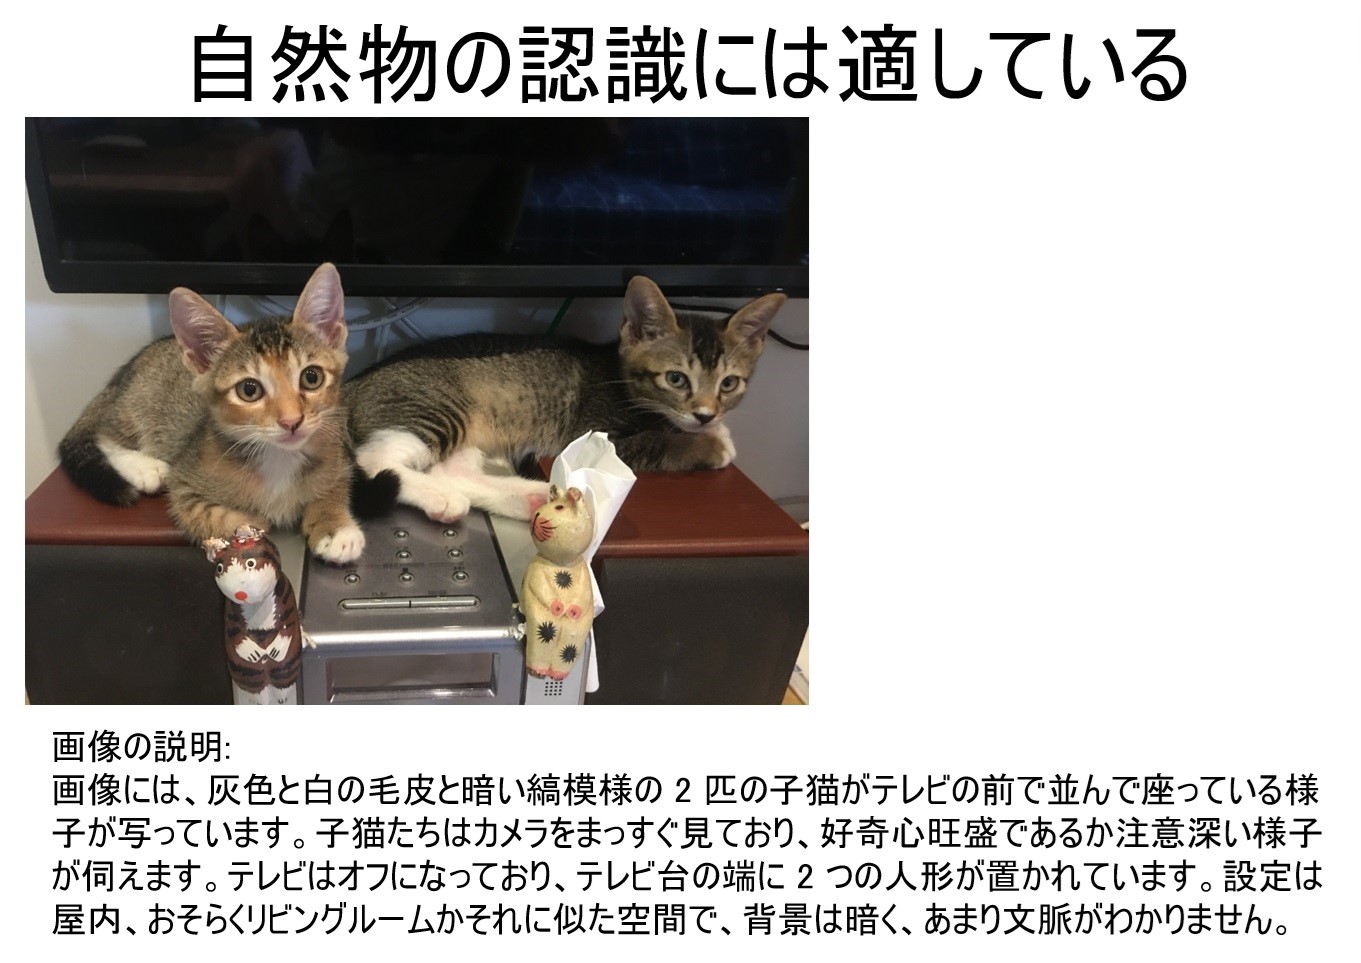 自然物の認識には適している
画像の説明:
画像には、灰色と白の毛皮と暗い縞模様の 2 匹の子猫がテレビの前で並んで座っている様
子が写っています。子猫たちはカメラをまっすぐ見ており、好奇心旺盛であるか注意深い様子
が伺えます。テレビはオフになっており、テレビ台の端に 2 つの人形が置かれています。設定は
屋内、おそらくリビングルームかそれに似た空間で、背景は暗く、あまり文脈がわかりません。